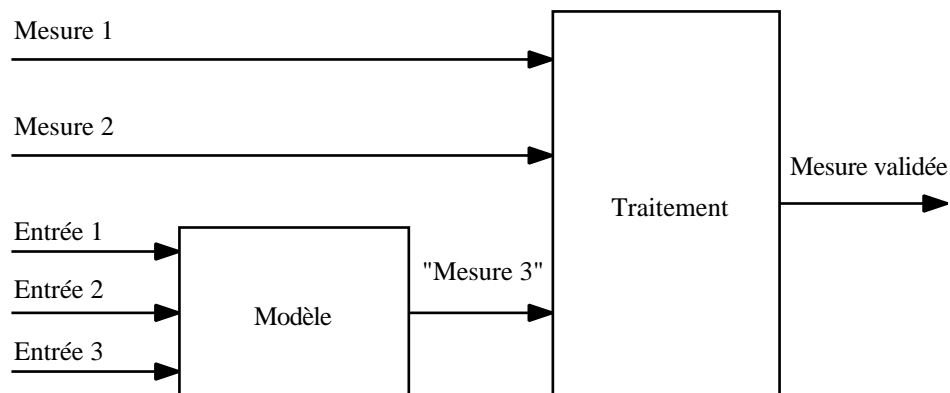 Mesure 1
Mesure 2
Mesure validée
Traitement
Entrée 1
"Mesure 3"
Entrée 2
Modèle
Entrée 3